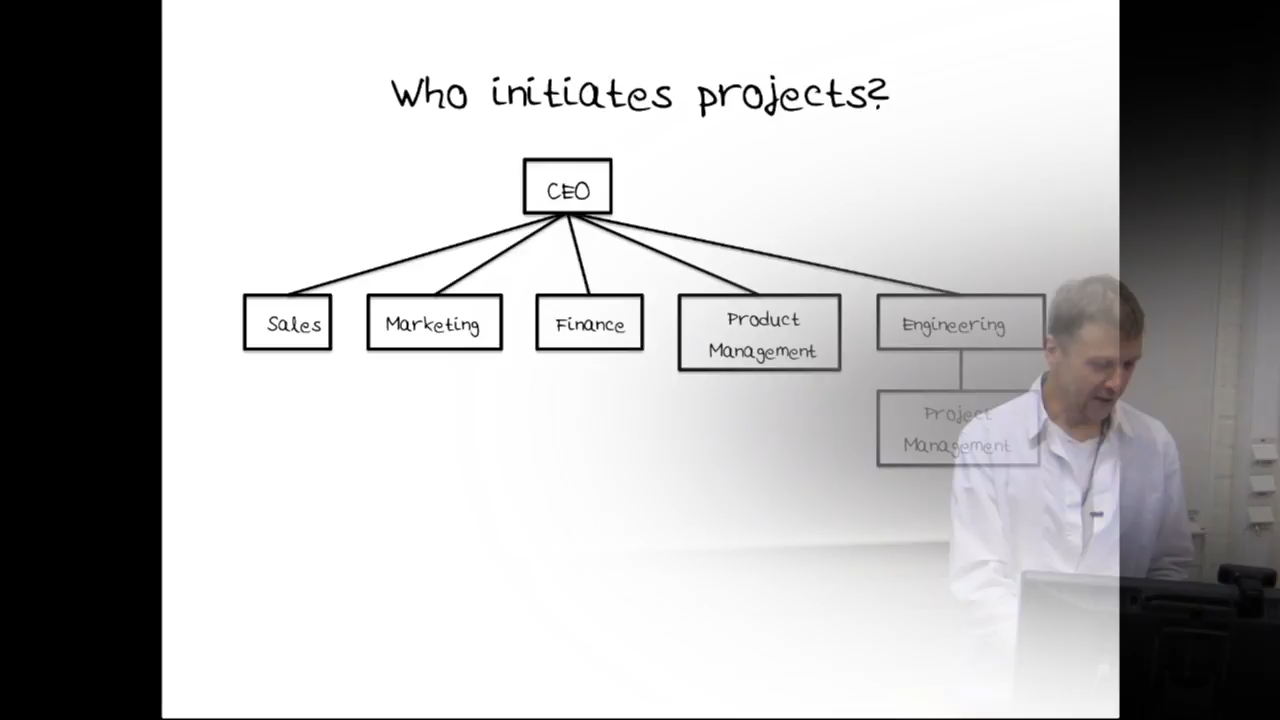 Who initiates projects?
CEO
Sales
Marketing
Finance
Product
Management
Engineering
Project
Management